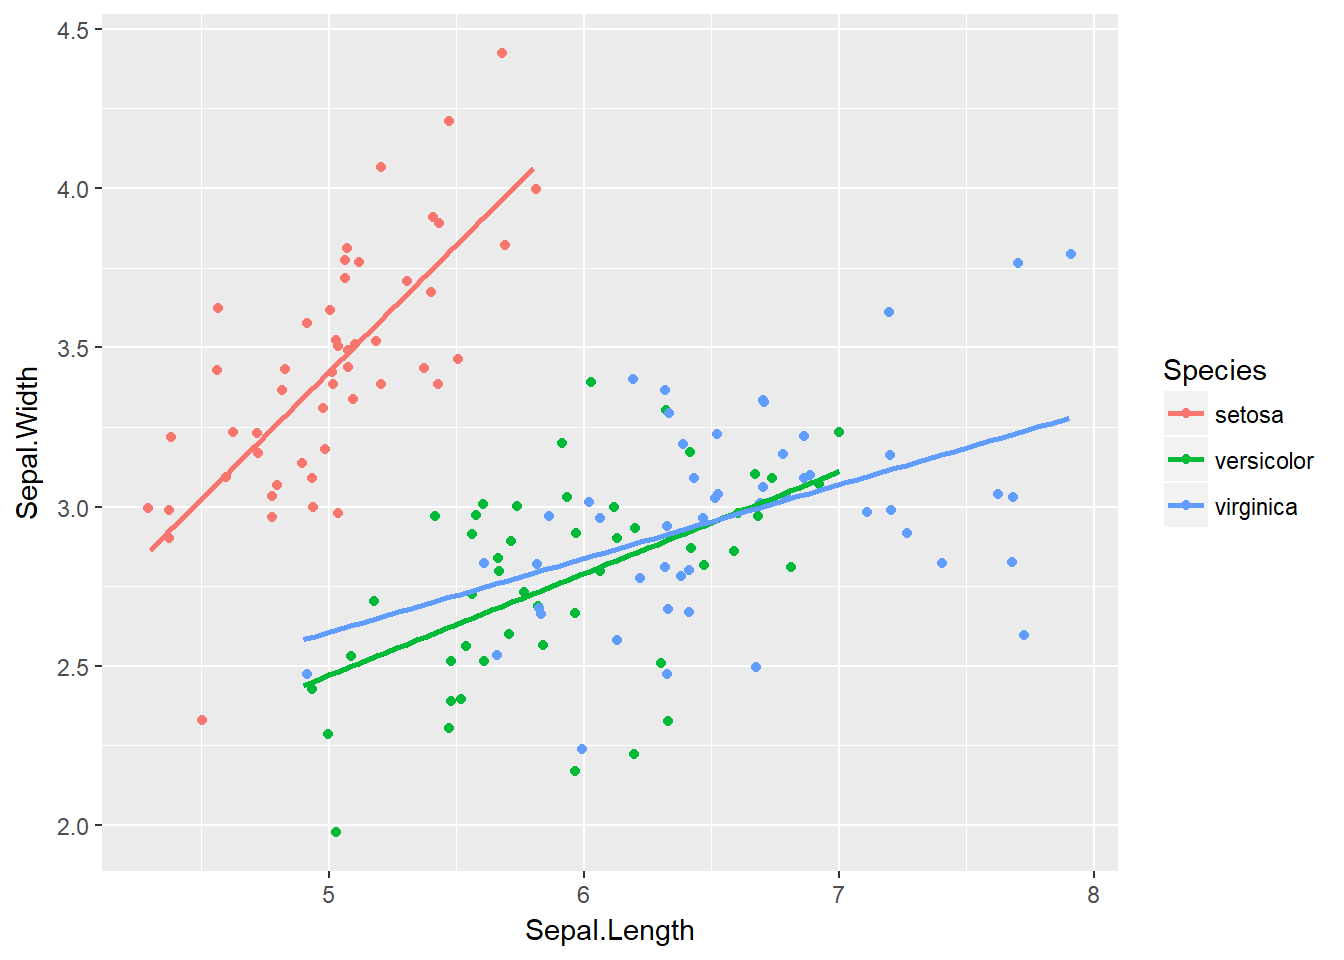 4.5
4.0
3.5
3.0
2.5
2.0
Sepal.Width
5 6 7 8
Sepal.Length
Species
setosa
versicolor
virginica